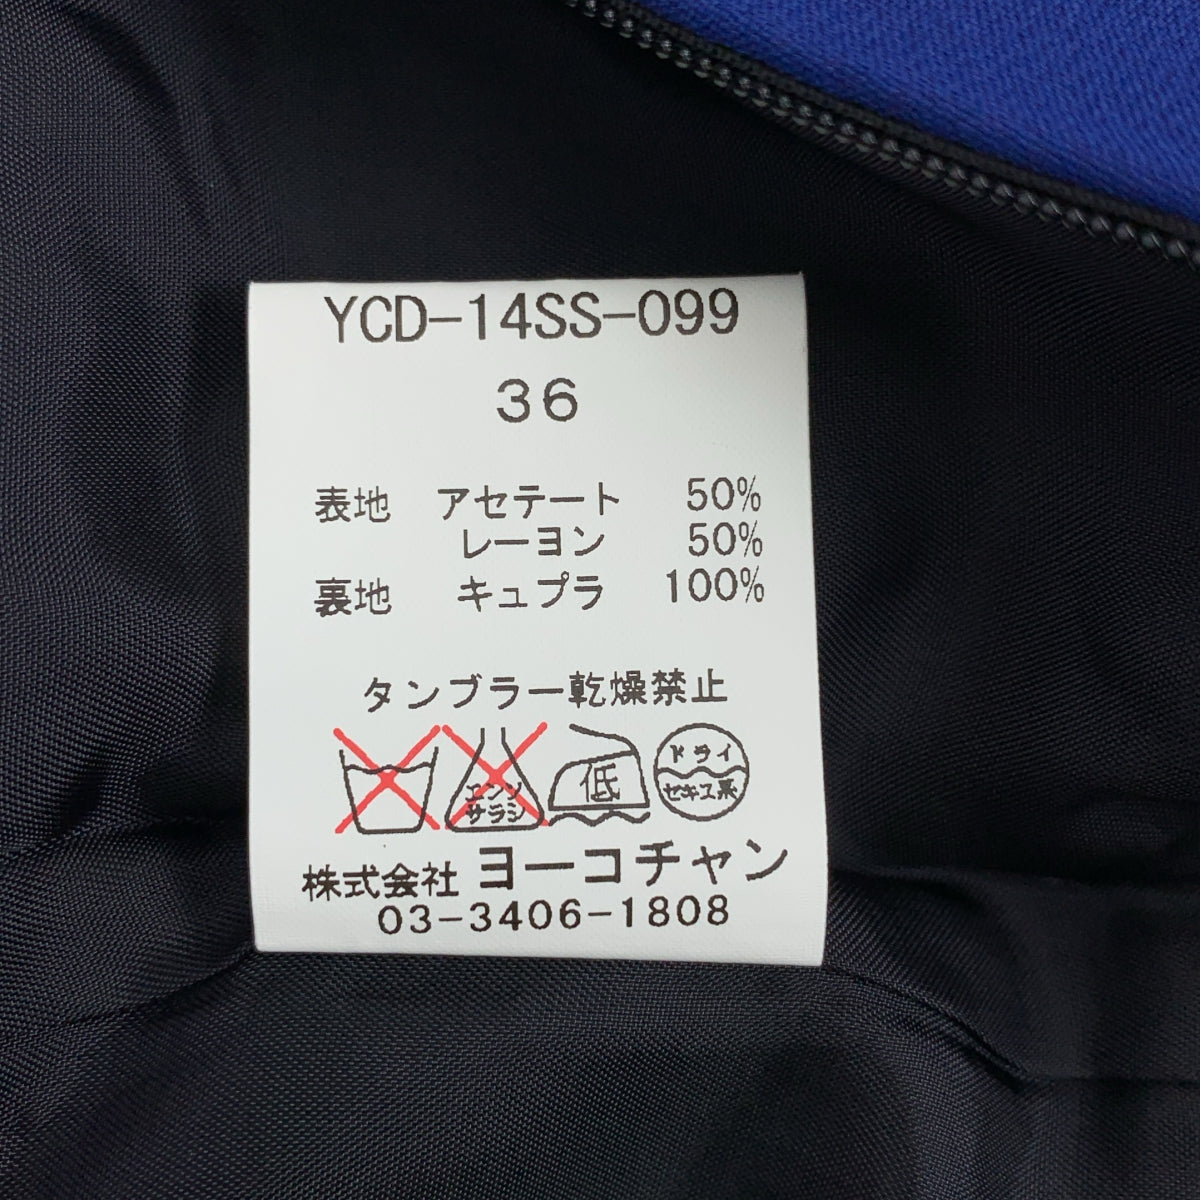 YCD-14SS-099
36
表地 アセテート 50%
レーヨン 50%
裏地 キュプラ 100%
タンブラー乾燥禁止
エンソ
サラシ
低
ドライ
セキユ系
株式会社 ヨーコチャン
03-3406-1808